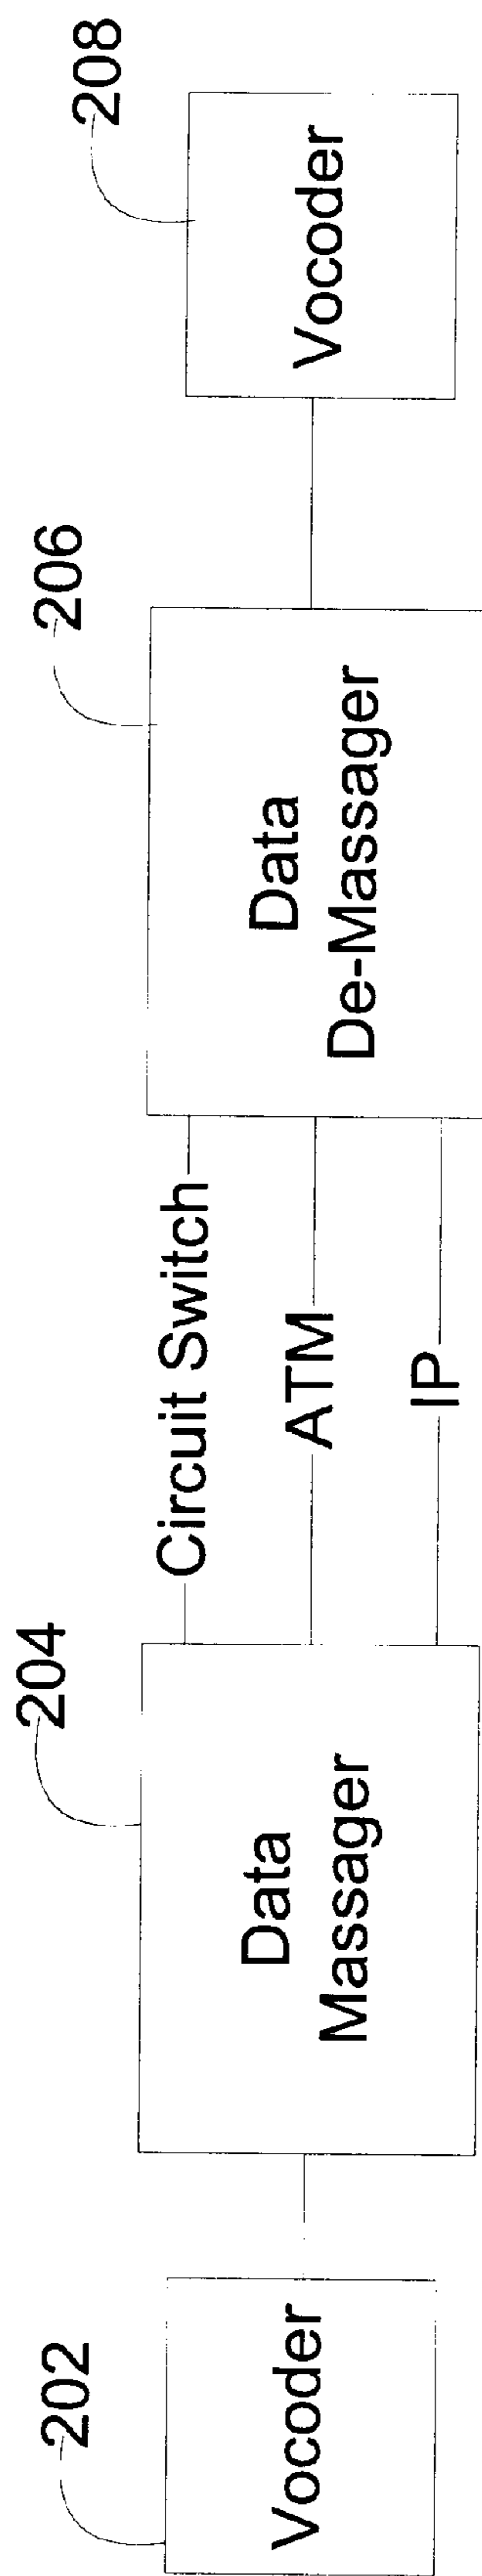 202
Vocoder
204
Data
Massager
Circuit Switch
ATM
IP
206
Data
De-Massager
208
Vocoder